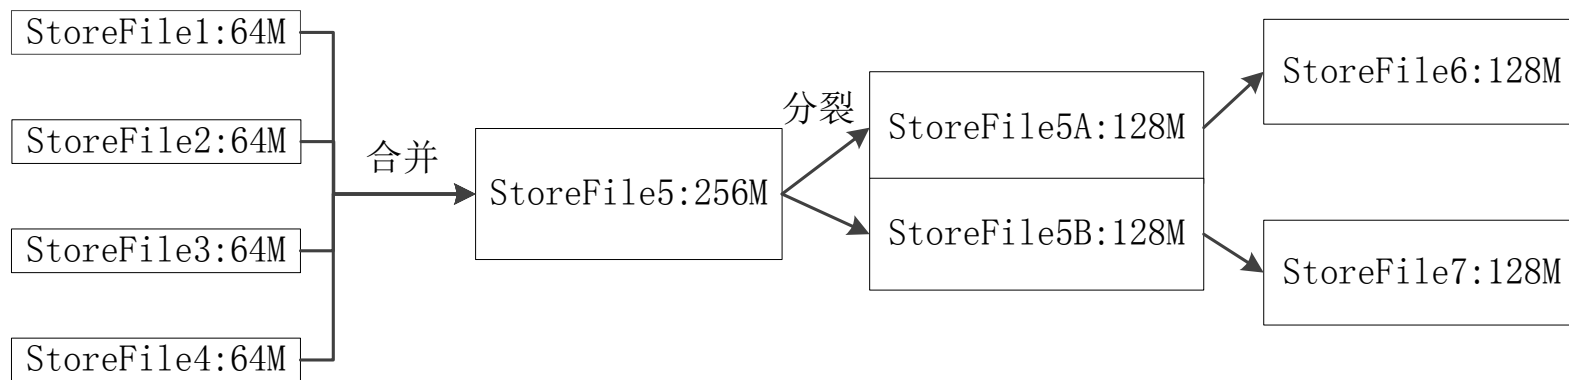 StoreFile1:64M
StoreFile2:64M
StoreFile3:64M
StoreFile4:64M
合并
StoreFile5:256M
分裂
StoreFile5A:128M
StoreFile5B:128M
StoreFile6:128M
StoreFile7:128M